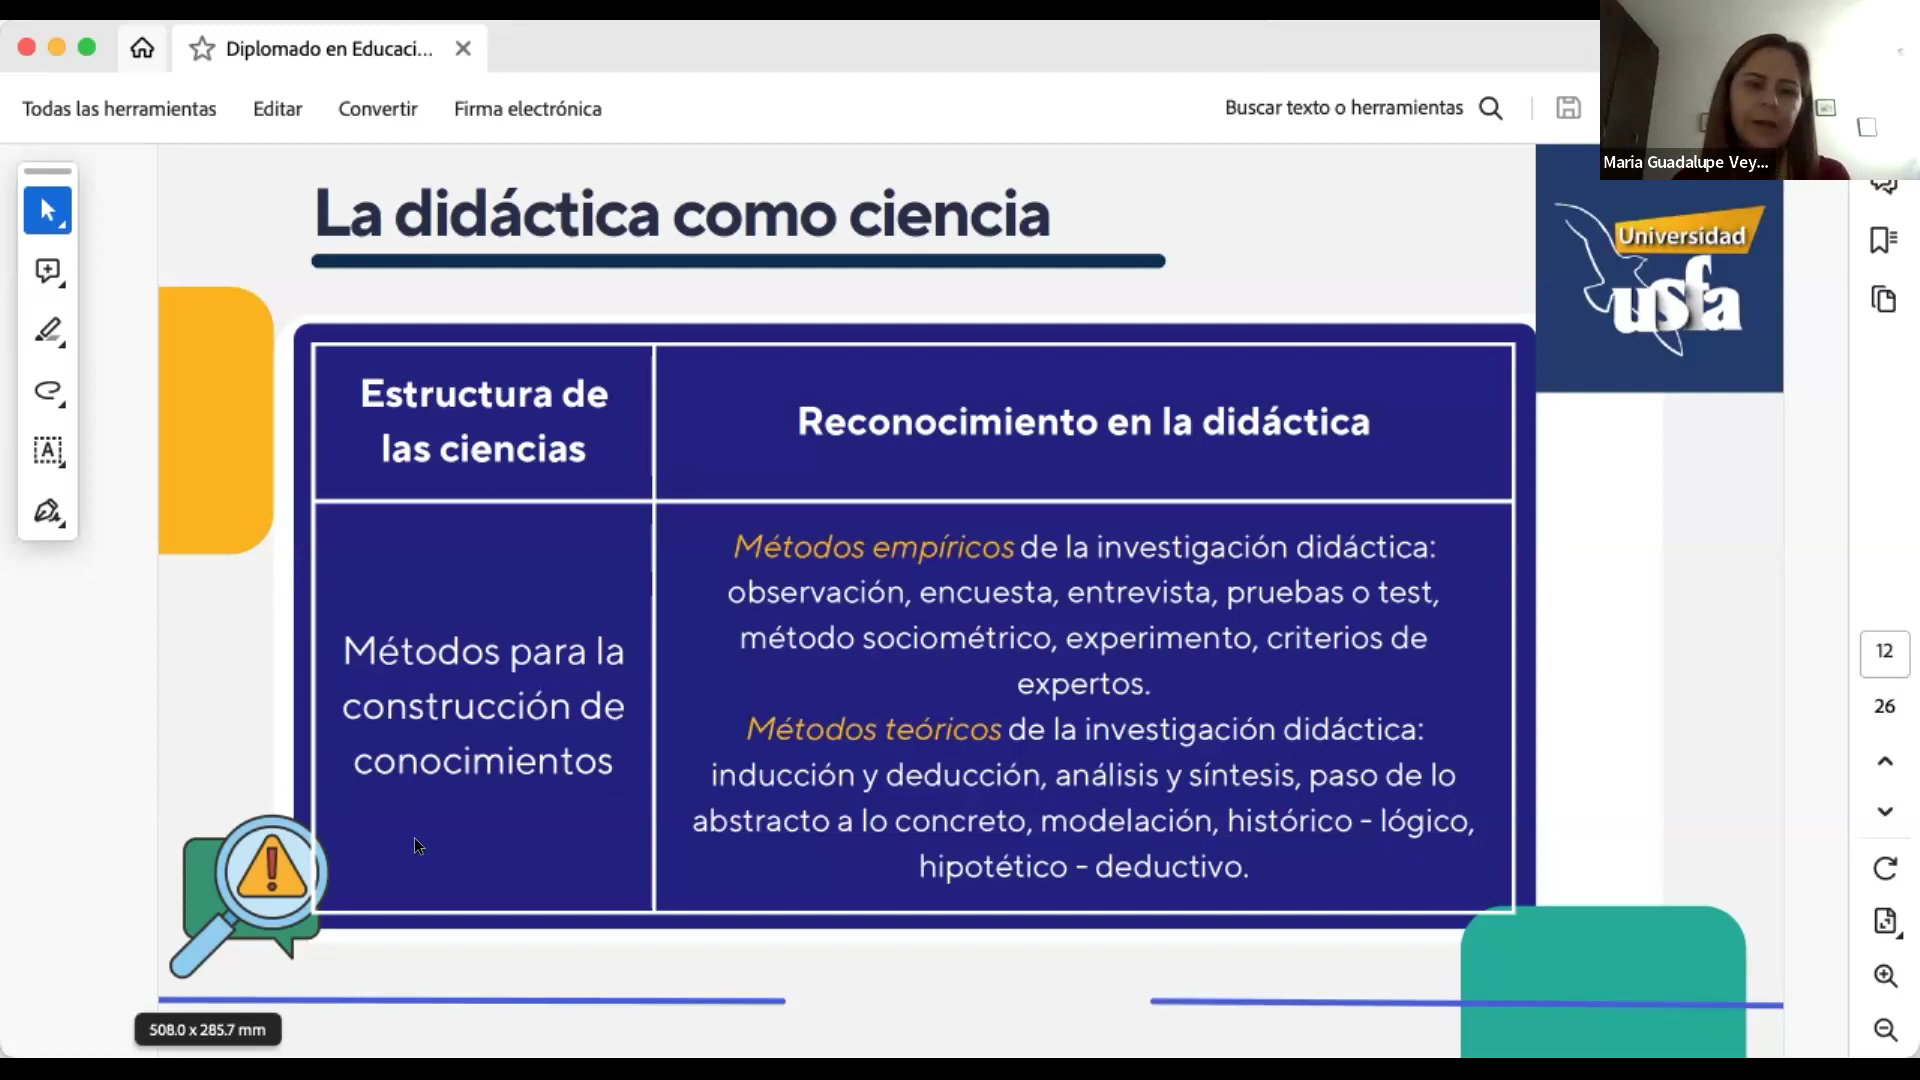 Diplomado en Educaci...
Todas las herramientas Editar Convertir Firma electrónica Buscar texto o herramientas
Maria Guadalupe Vey...
La didáctica como ciencia
Universidad
usfa
Estructura de
las ciencias
Reconocimiento en la didáctica
Métodos para la
construcción de
conocimientos
Métodos empíricos de la investigación didáctica:
observación, encuesta, entrevista, pruebas o test,
método sociométrico, experimento, criterios de
expertos.
Métodos teóricos de la investigación didáctica:
inducción y deducción, análisis y síntesis, paso de lo
abstracto a lo concreto, modelación, histórico - lógico,
hipotético - deductivo.
12
26
508.0 x 285.7 mm